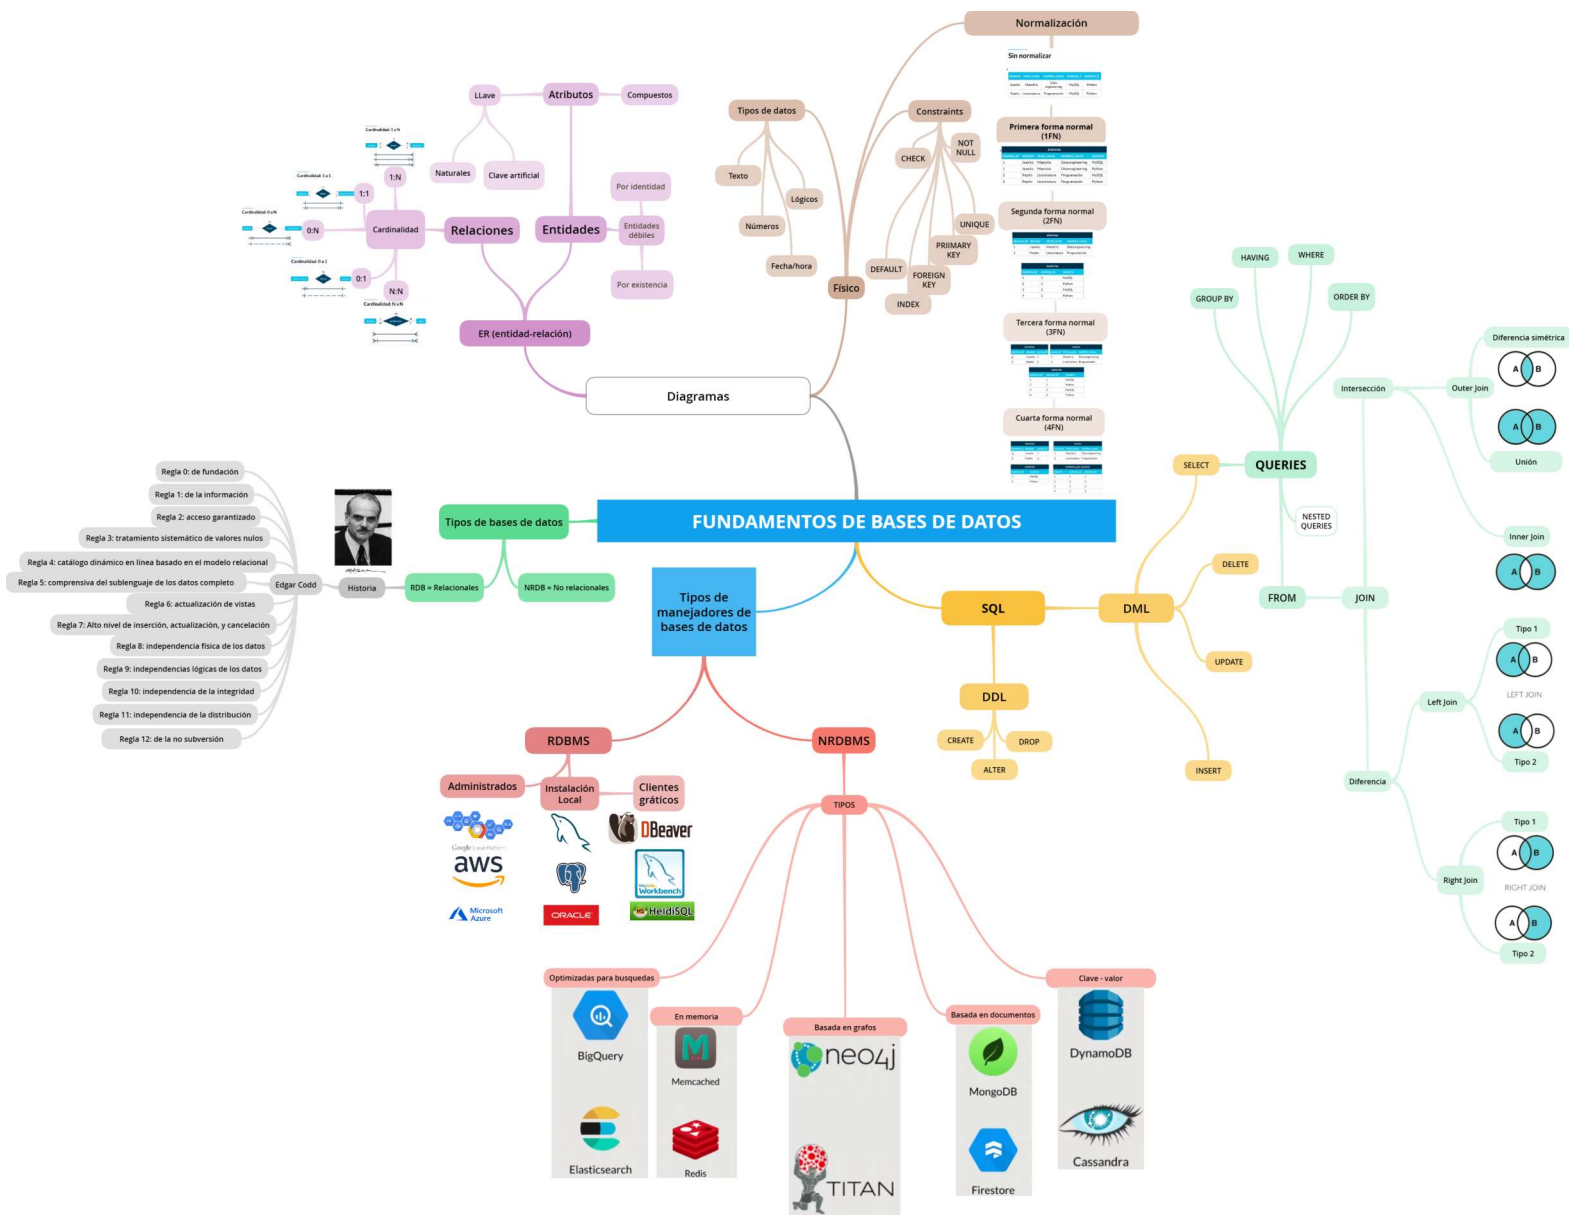 Normalización
Sin normalizar
Primera forma normal
(1FN)
Segunda forma normal
(2FN)
Tercera forma normal
(3FN)
Cuarta forma normal
(4FN)
LLave
Atributos
Compuestos
Naturales
Clave artificial
Cardinalidad: 1 a N
Cardinalidad: 1 a 1
Cardinalidad: 0 a N
Cardinalidad: 0 a 1
Cardinalidad: N a N
1:N
1:1
0:N
0:1
N:N
Cardinalidad
Relaciones
Entidades
Por identidad
Entidades
débiles
Por existencia
ER (entidad-relación)
Tipos de datos
Texto
Números
Fecha/hora
Lógicos
Constraints
CHECK
NOT
NULL
UNIQUE
PRIIMARY
KEY
FOREIGN
KEY
INDEX
DEFAULT
Físico
Diagramas
FUNDAMENTOS DE BASES DE DATOS
Tipos de bases de datos
RDB = Relacionales
NRDB = No relacionales
Historia
Edgar Codd
Regla 0: de fundación
Regla 1: de la información
Regla 2: acceso garantizado
Regla 3: tratamiento sistemático de valores nulos
Regla 4: catálogo dinámico en línea basado en el modelo relacional
Regla 5: comprensiva del sublenguaje de los datos completo
Regla 6: actualización de vistas
Regla 7: Alto nivel de inserción, actualización, y cancelación
Regla 8: independencia física de los datos
Regla 9: independencias lógicas de los datos
Regla 10: independencia de la integridad
Regla 11: independencia de la distribución
Regla 12: de la no subversión
Tipos de
manejadores de
bases de datos
RDBMS
Administrados
Instalación
Local
Clientes
gráticos
aws
Microsoft
Azure
ORACLE
DBeaver
Workbench
HeidiSQL
NRDBMS
TIPOS
Optimizadas para busquedas
BigQuery
Elasticsearch
En memoria
Memcached
Redis
Basada en grafos
neo4j
TITAN
Basada en documentos
MongoDB
Firestore
Clave - valor
DynamoDB
Cassandra
SQL
DDL
CREATE
DROP
ALTER
DML
SELECT
DELETE
UPDATE
INSERT
QUERIES
GROUP BY
HAVING
WHERE
ORDER BY
NESTED
QUERIES
FROM
JOIN
Intersección
Outer Join
Diferencia simétrica
A B
A B
Unión
Inner Join
A B
Diferencia
Left Join
Tipo 1
A B
LEFT JOIN
A B
Tipo 2
Right Join
Tipo 1
A B
RIGHT JOIN
A B
Tipo 2